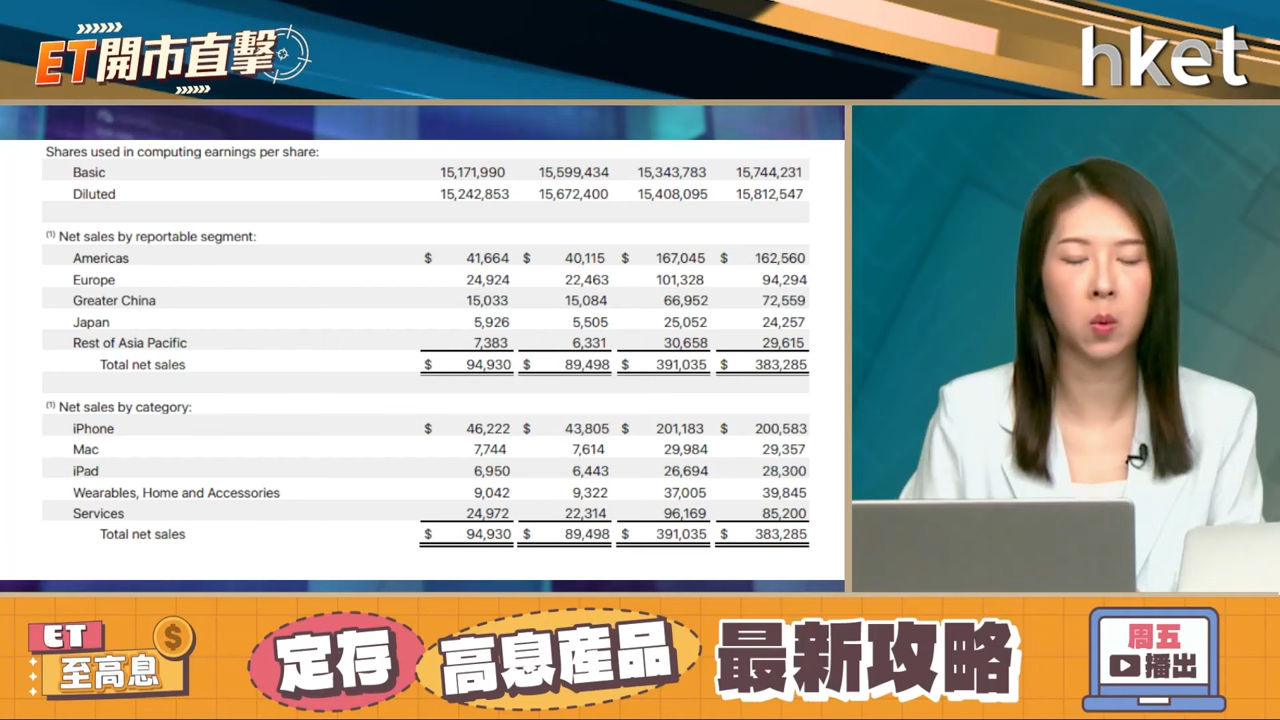 ET開市直擊
hket
Shares used in computing earnings per share:
Basic 15,171,990 15,599,434 15,343,783 15,744,231
Diluted 15,242,853 15,672,400 15,408,095 15,812,547
(1) Net sales by reportable segment:
Americas $ 41,664 $ 40,115 $ 167,045 $ 162,560
Europe 24,924 22,463 101,328 94,294
Greater China 15,033 15,084 66,952 72,559
Japan 5,926 5,505 25,052 24,257
Rest of Asia Pacific 7,383 6,331 30,658 29,615
Total net sales $ 94,930 $ 89,498 $ 391,035 $ 383,285
(1) Net sales by category:
iPhone $ 46,222 $ 43,805 $ 201,183 $ 200,583
Mac 7,744 7,614 29,984 29,357
iPad 6,950 6,443 26,694 28,300
Wearables, Home and Accessories 9,042 9,322 37,005 39,845
Services 24,972 22,314 96,169 85,200
Total net sales $ 94,930 $ 89,498 $ 391,035 $ 383,285
ET
至高息
$
定存 高息産品 最新攻略
周五
播出